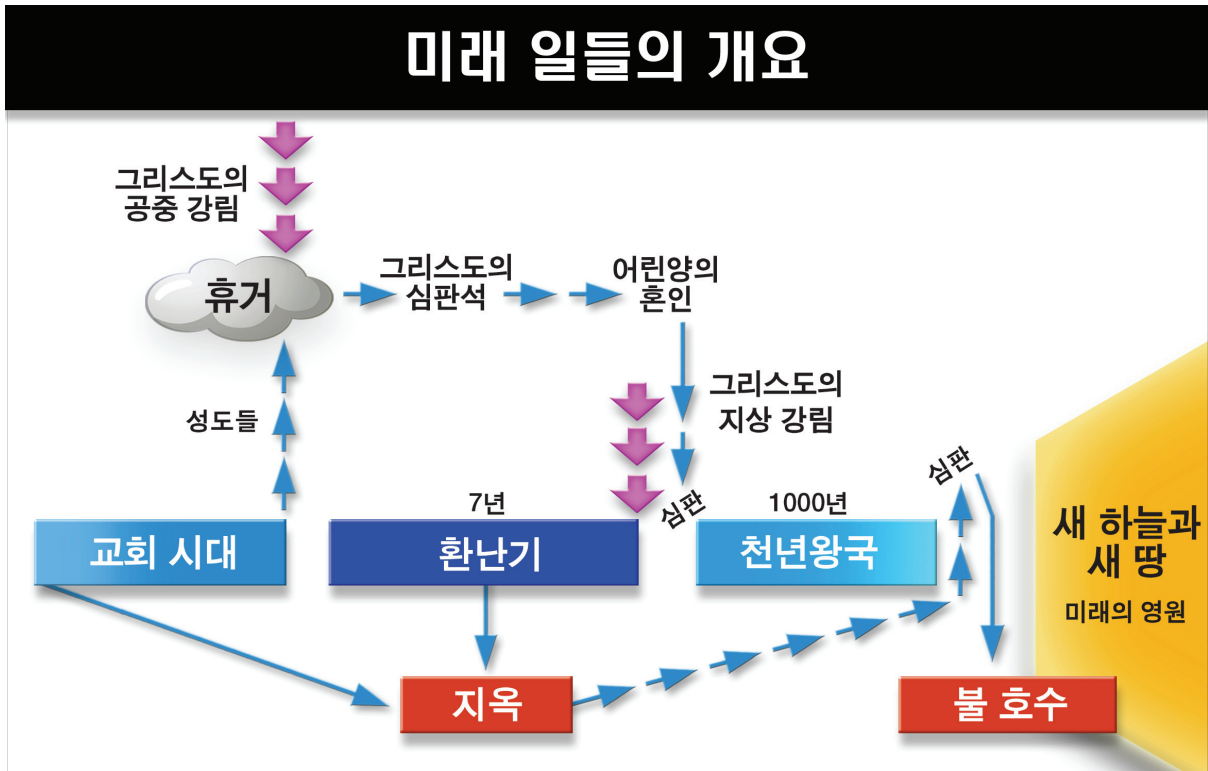 미래 일들의 개요
그리스도의
공중 강림
휴거
그리스도의
심판석
어린양의
혼인
성도들
그리스도의
지상 강림
심판
심판
7년
1000년
교회 시대
환난기
천년왕국
새 하늘과
새 땅
미래의 영원
지옥
불 호수